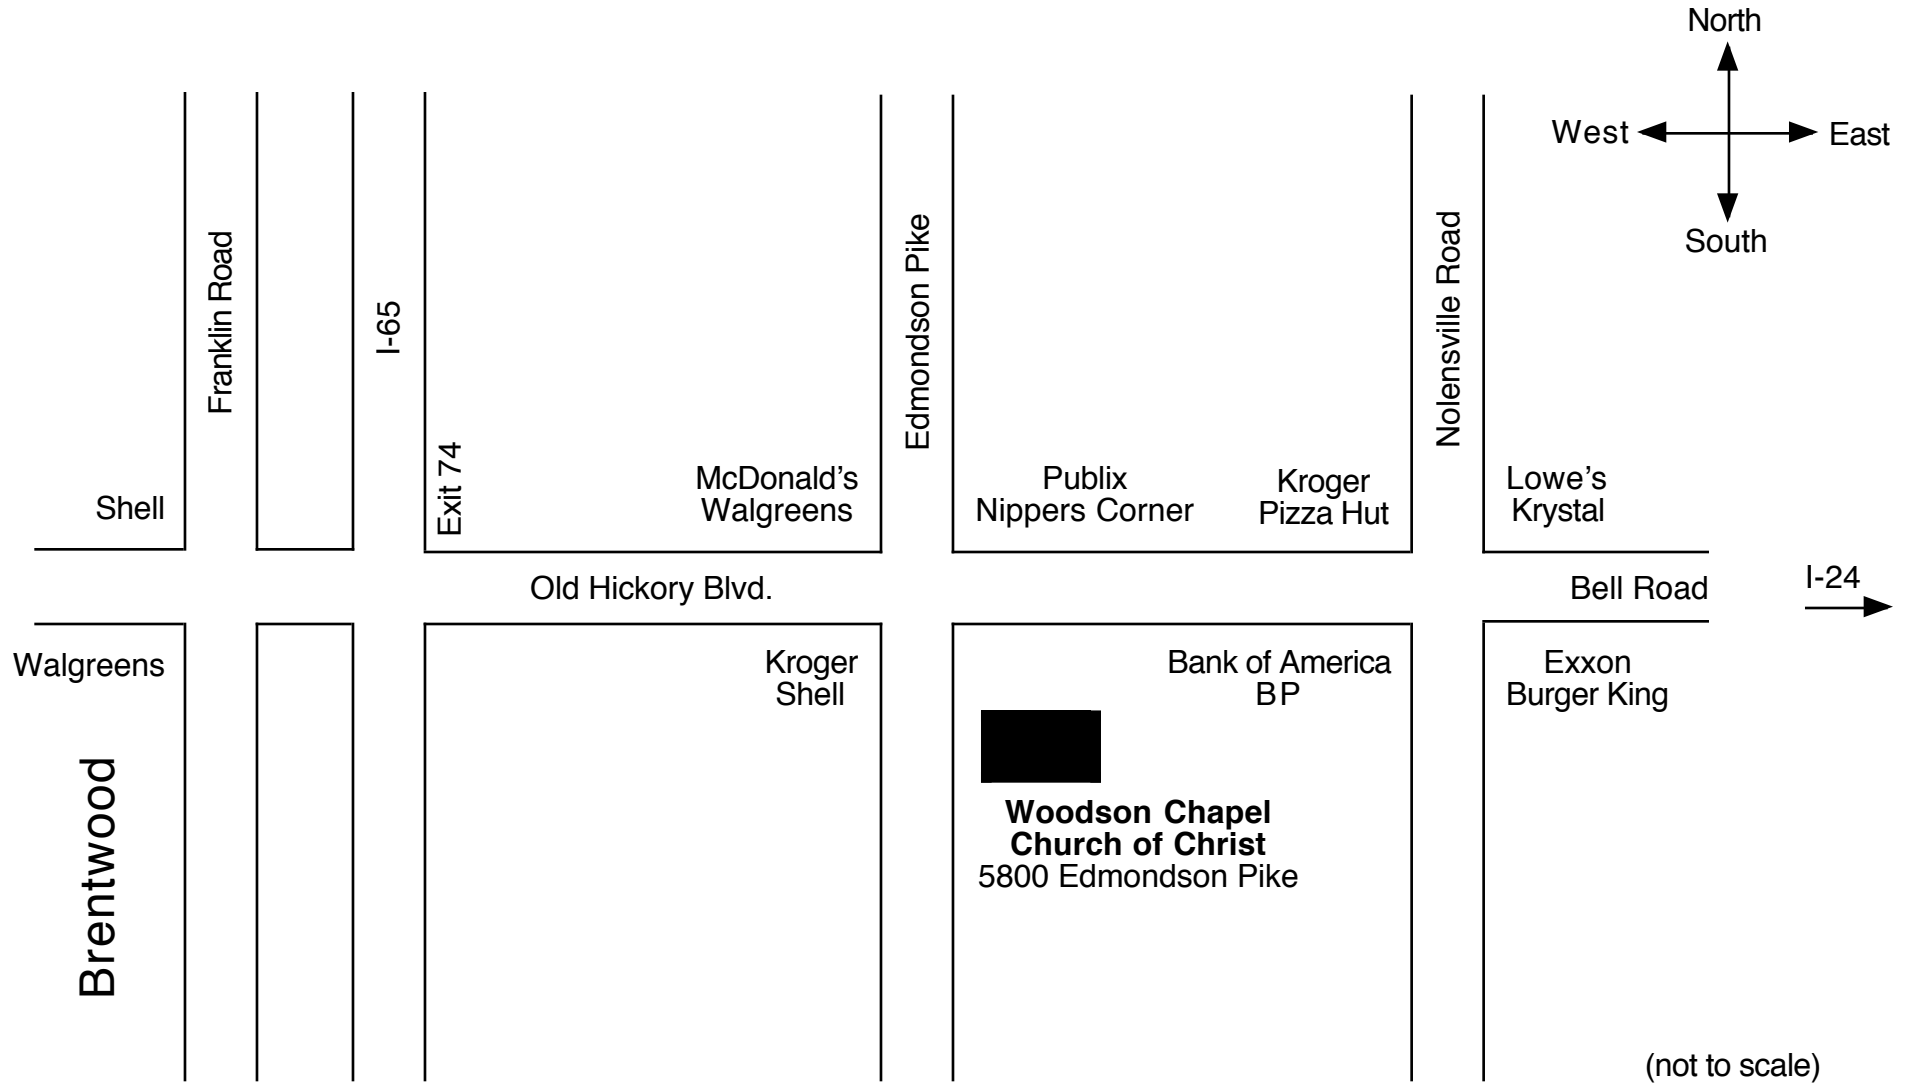 North
West
East
South
Franklin Road
I-65
Exit 74
Edmondson Pike
Nolensville Road
Shell
McDonald’s
Walgreens
Publix
Nippers Corner
Kroger
Pizza Hut
Lowe’s
Krystal
Old Hickory Blvd.
Bell Road
I-24
Walgreens
Kroger
Shell
Bank of America
BP
Exxon
Burger King
Woodson Chapel
Church of Christ
5800 Edmondson Pike
Brentwood
(not to scale)